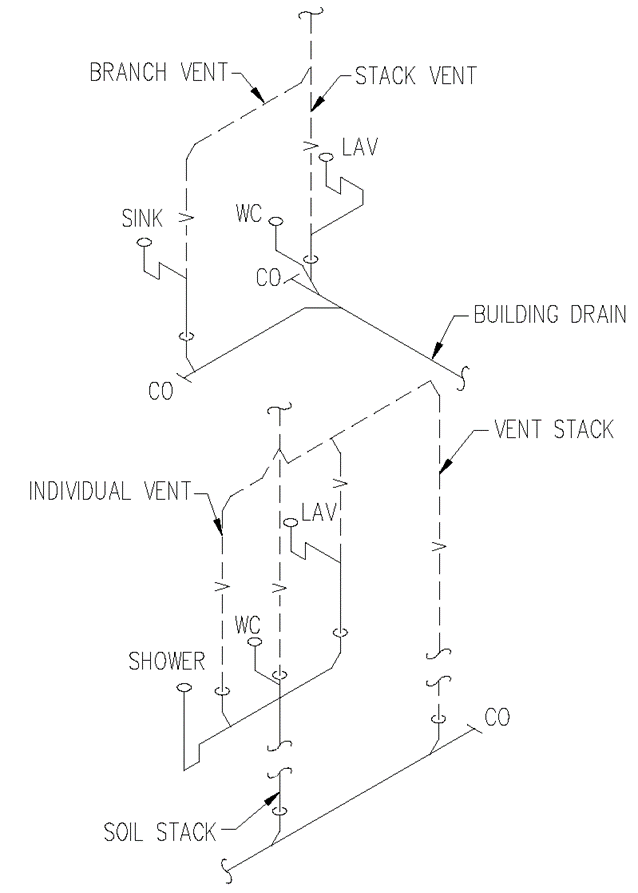 BRANCH VENT
STACK VENT
LAV
V
V
SINK
WC
CO
BUILDING DRAIN
CO
VENT STACK
INDIVIDUAL VENT
V
LAV
V
V
V
WC
SHOWER
CO
SOIL STACK